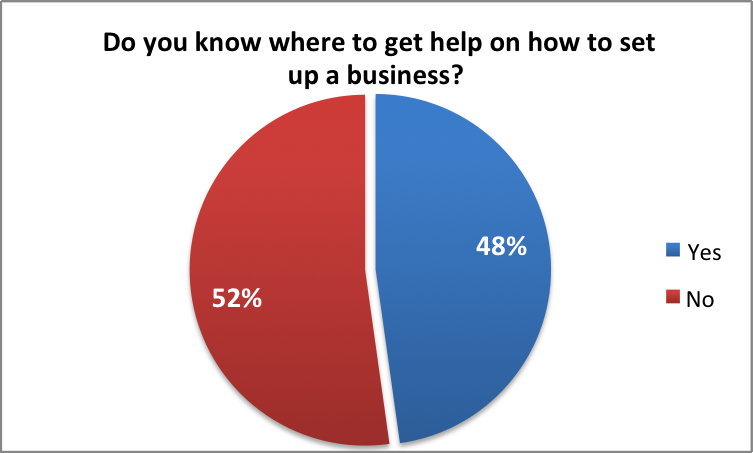 Do you know where to get help on how to set
up a business?
48%
52%
Yes
No